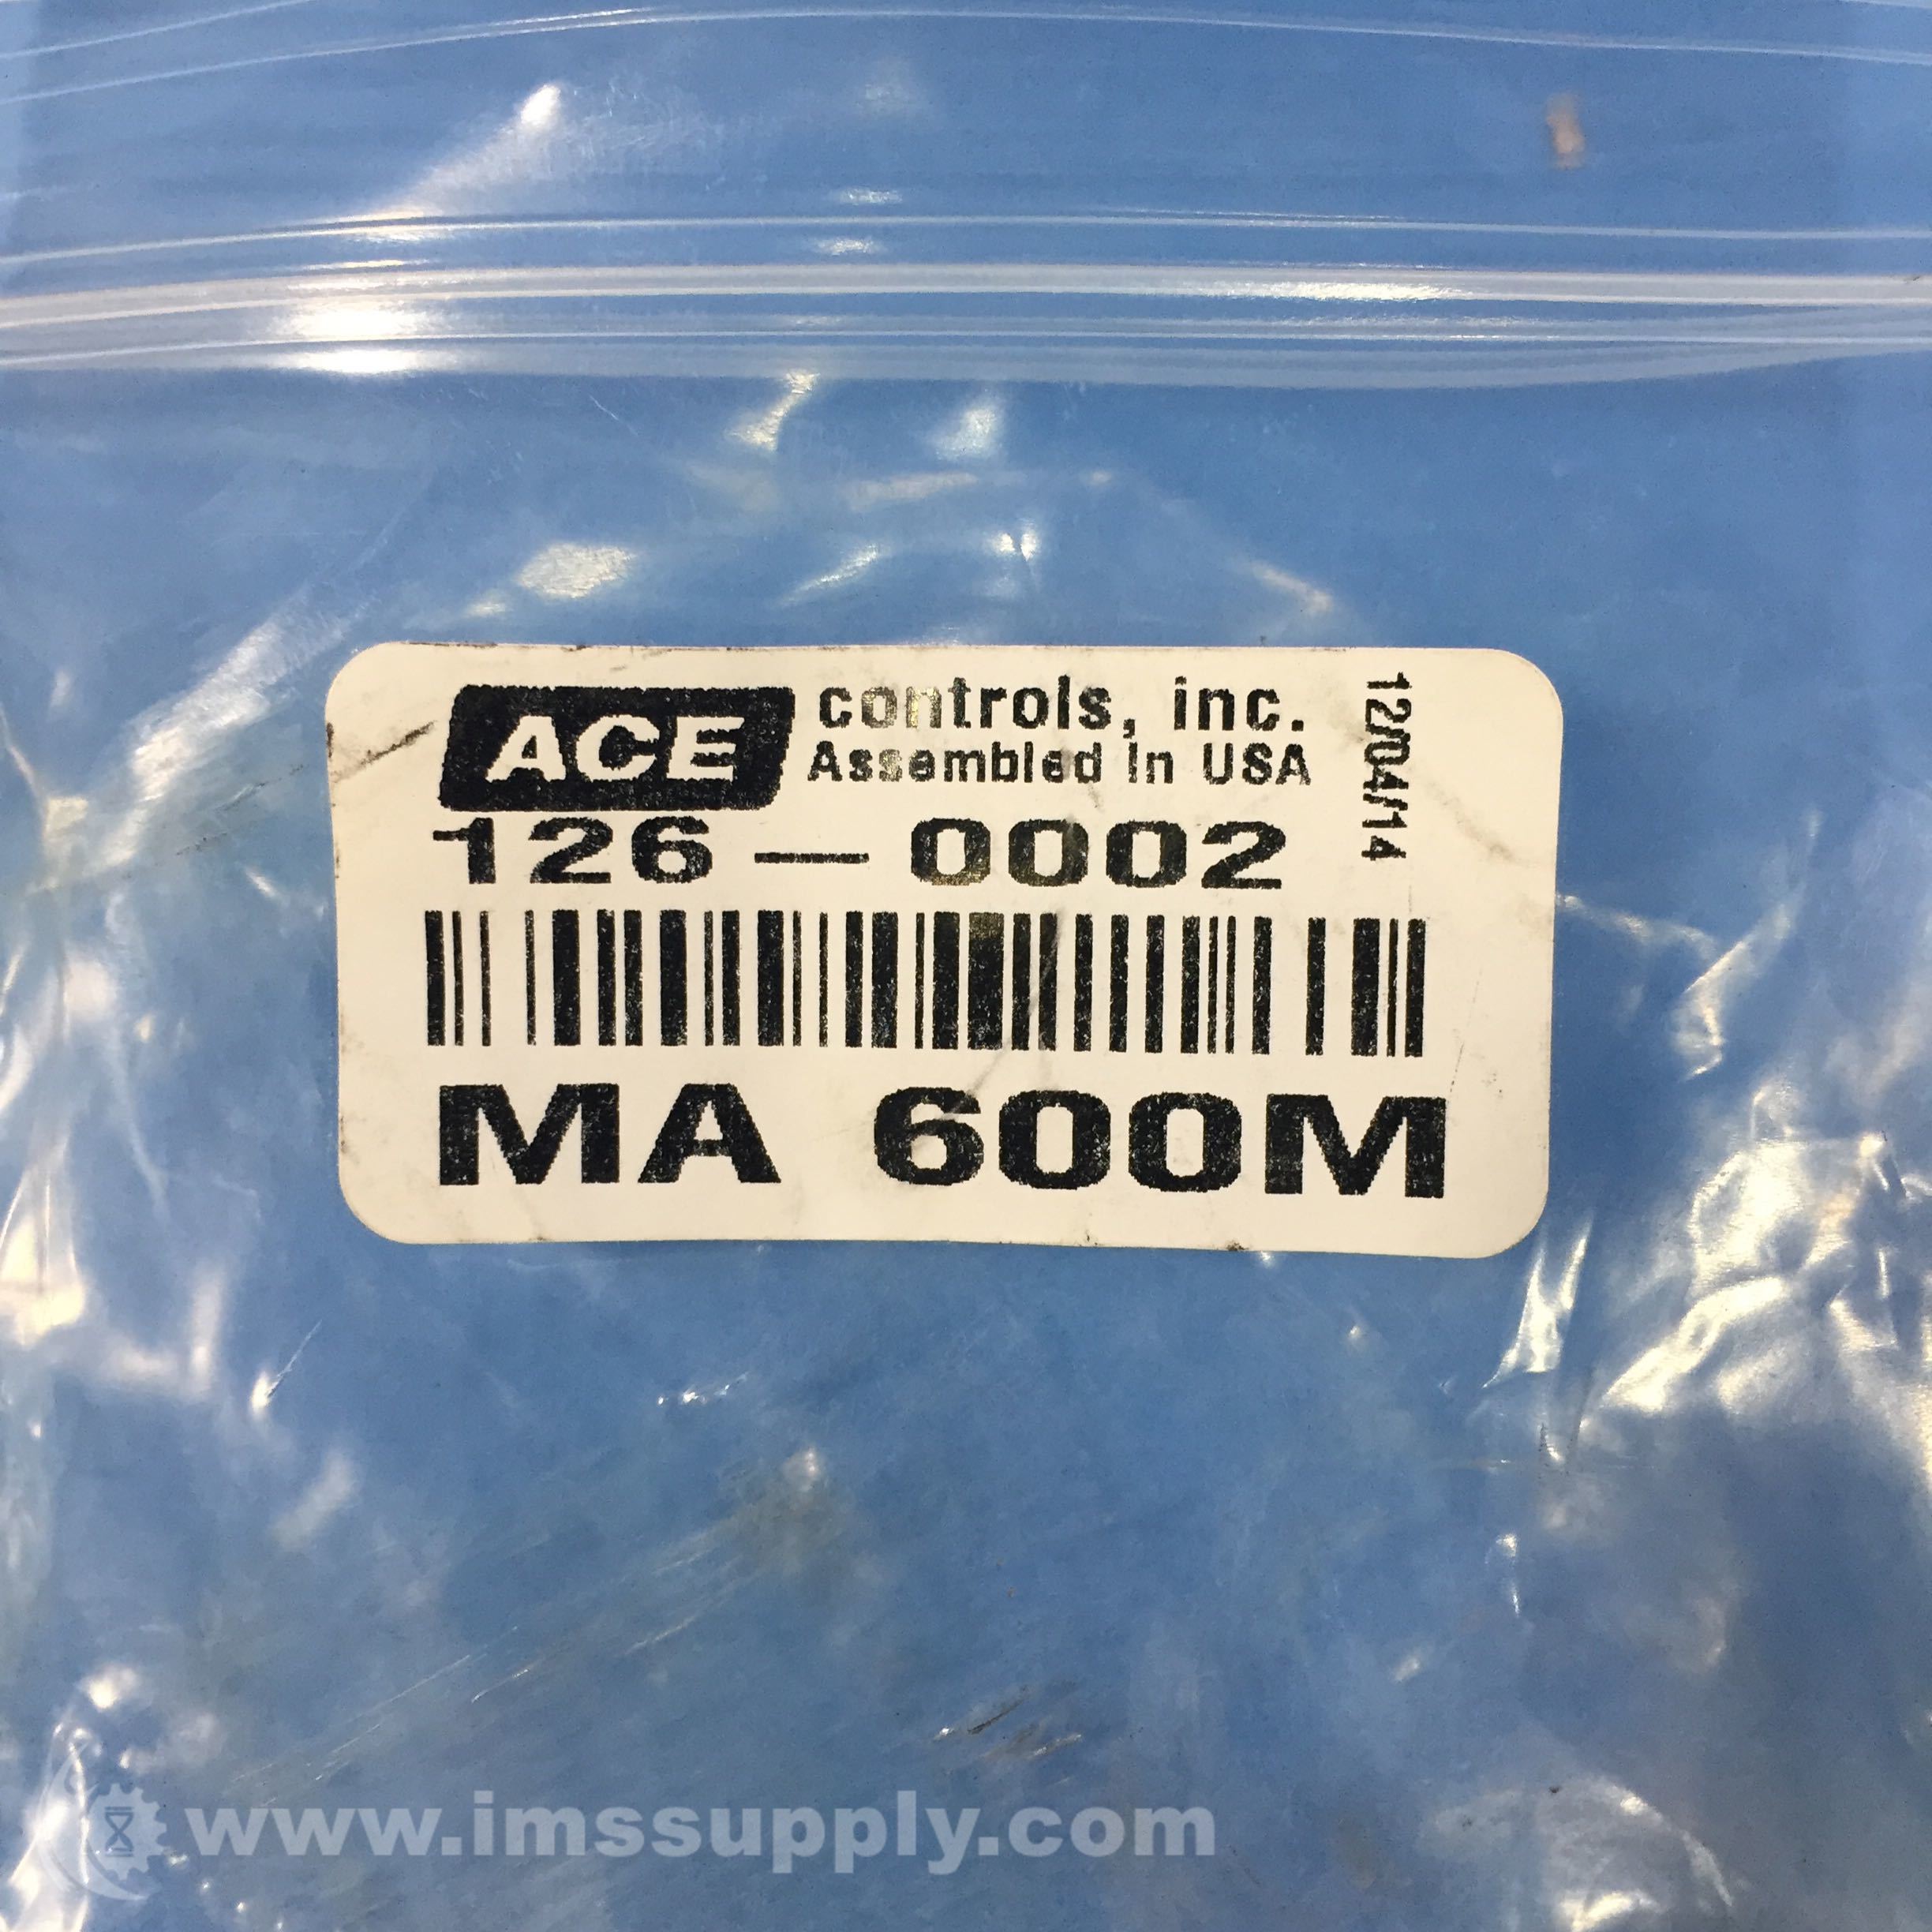 ACE controls, inc.
Assembled in USA
12/04/14
126-0002
MA 600M
www.imssupply.com